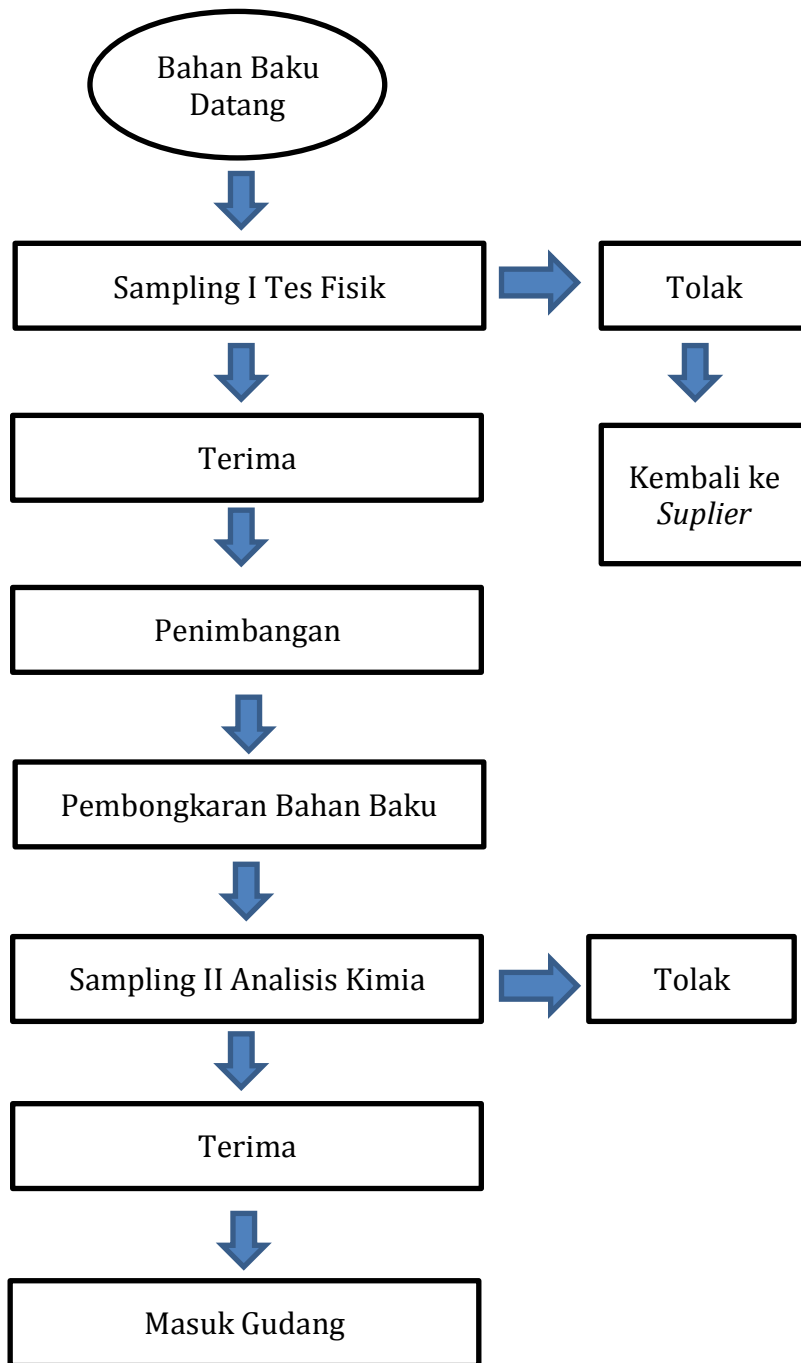 Bahan Baku
Datang
Sampling I Tes Fisik
Tolak
Terima
Kembali ke
Suplier
Penimbangan
Pembongkaran Bahan Baku
Sampling II Analisis Kimia
Tolak
Terima
Masuk Gudang